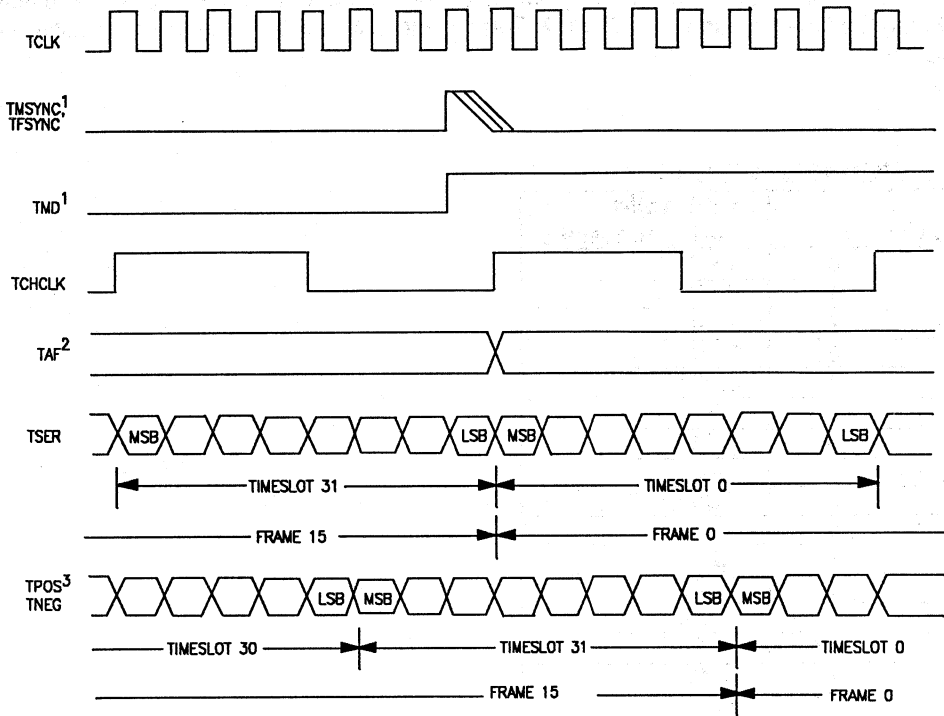 TCLK
TMSYNC,1
TFSYNC
TMD1
TCHCLK
TAF2
TSER MSB LSB MSB LSB
TIMESLOT 31 TIMESLOT 0
FRAME 15 FRAME 0
TPOS3
TNEG LSB MSB LSB MSB
TIMESLOT 30 TIMESLOT 31 TIMESLOT 0
FRAME 15 FRAME 0